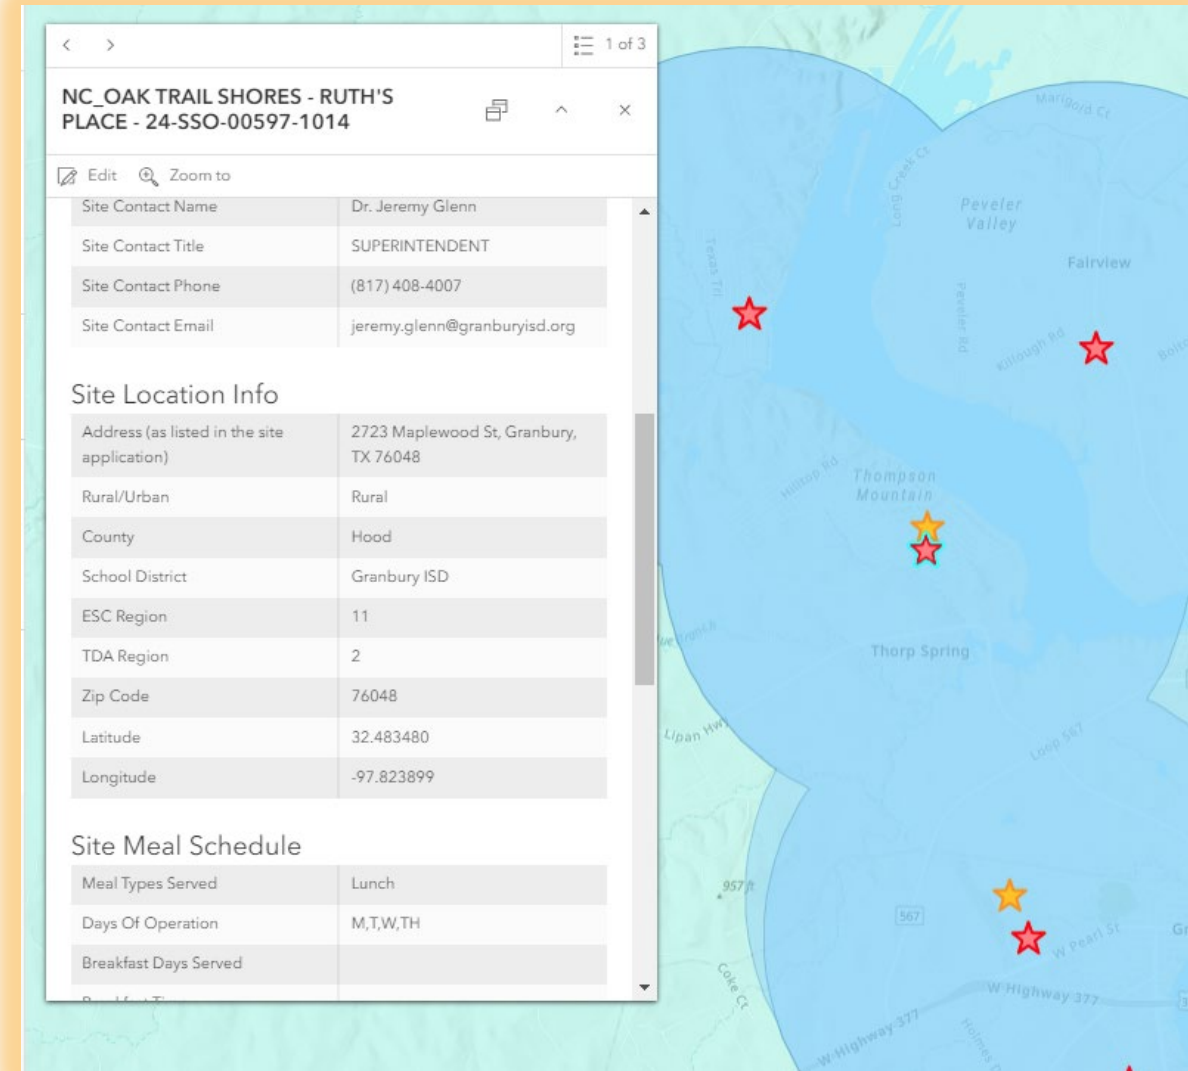 1 of 3
NC_OAK TRAIL SHORES - RUTH'S
PLACE - 24-SSO-00597-1014
Edit Zoom to
Site Contact Name Dr. Jeremy Glenn
Site Contact Title SUPERINTENDENT
Site Contact Phone (817) 408-4007
Site Contact Email jeremy.glenn@granburyisd.org
Site Location Info
Address (as listed in the site
application)
2723 Maplewood St, Granbury,
TX 76048
Rural/Urban Rural
County Hood
School District Granbury ISD
ESC Region 11
TDA Region 2
Zip Code 76048
Latitude 32.483480
Longitude -97.823899
Site Meal Schedule
Meal Types Served Lunch
Days Of Operation M,T,W,TH
Breakfast Days Served
Marigord Ct
Long Creek Ct
Peveler
Valley
Fairview
Texas Trl
Peveler Rd
Killough Rd
Hilltop Rd
Thompson
Mountain
Thorp Spring
Lipan Hwy
Loop 567
957 ft
567
W Pearl St
Coke Ct
W Highway 377
W Highway 377